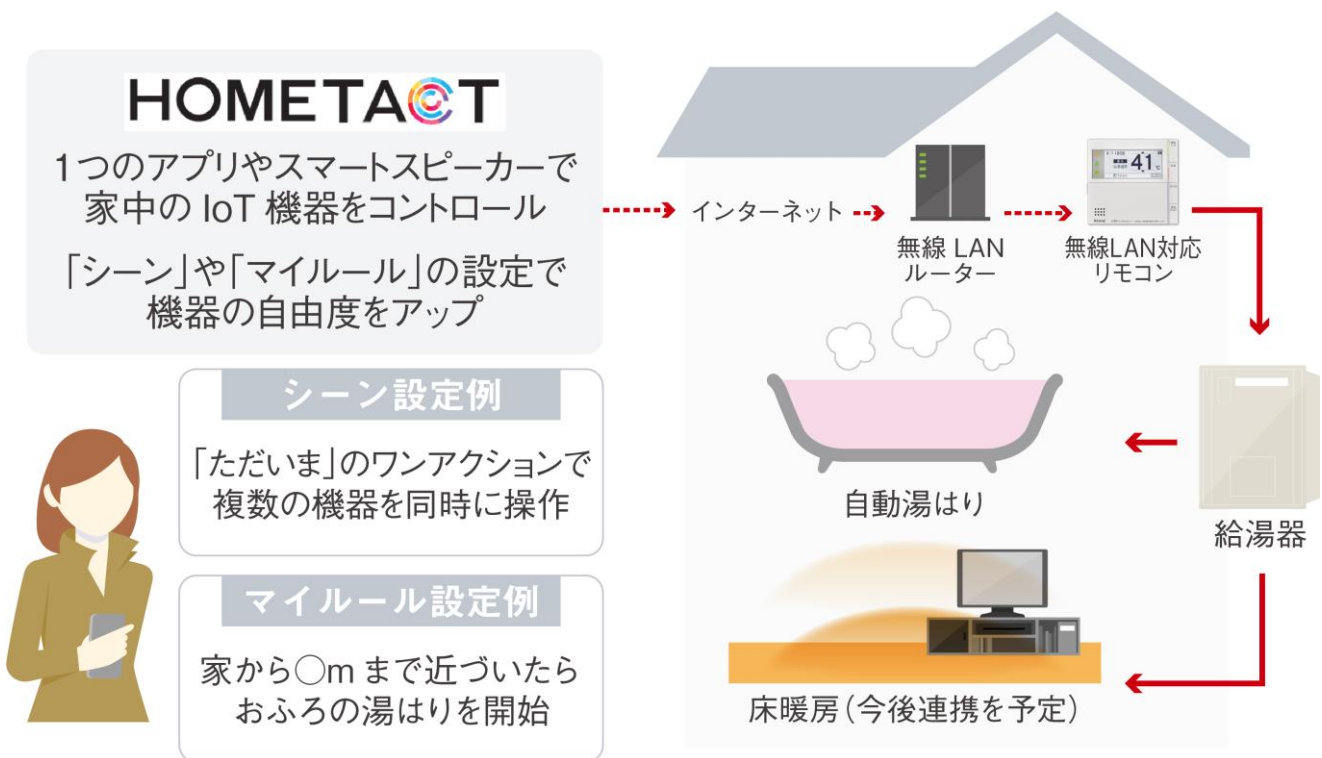 HOMETACT
1つのアプリやスマートスピーカーで
家中の IoT 機器をコントロール
「シーン」や「マイルール」の設定で
機器の自由度をアップ
インターネット
無線 LAN
ルーター
41
無線LAN対応
リモコン
シーン設定例
「ただいま」のワンアクションで
複数の機器を同時に操作
マイルール設定例
家から○m まで近づいたら
おふろの湯はりを開始
自動湯はり
給湯器
床暖房(今後連携を予定)